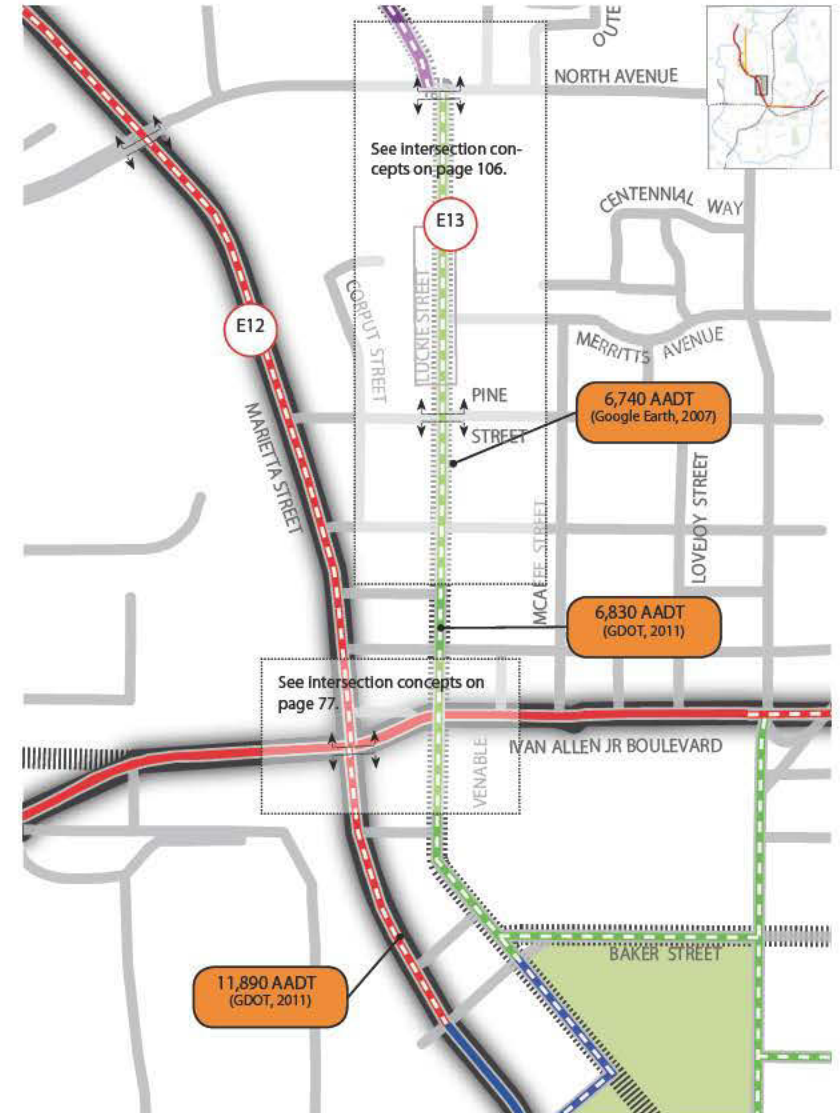 OUTE
NORTH AVENUE
See intersection con-
cepts on page 106.
CENTENNIAL WAY
E13
LUCKIE STREET
CORPUT STREET
E12
MERRITTS AVENUE
PINE
STREET
6,740 AADT
(Google Earth, 2007)
MARIETTA STREET
LOVEJOY STREET
MCAFEE STREET
6,830 AADT
(GDOT, 2011)
See intersection concepts on
page 77.
IVAN ALLEN JR BOULEVARD
VENABLE
BAKER STREET
11,890 AADT
(GDOT, 2011)